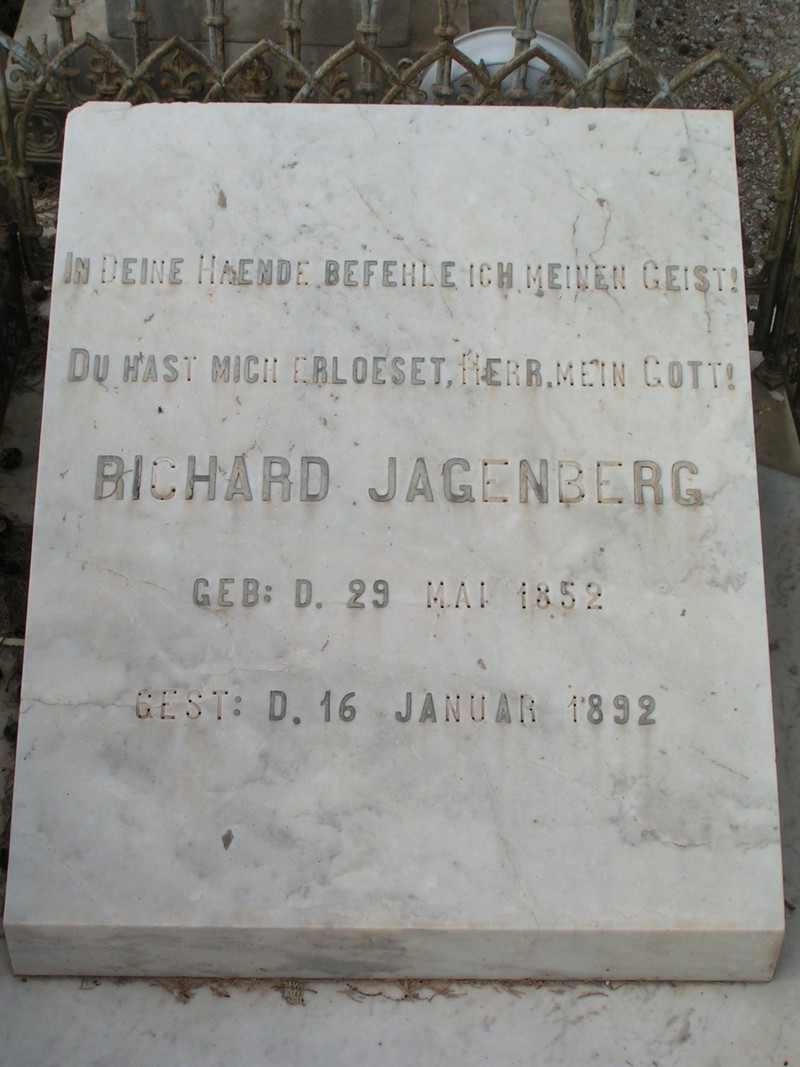 In Deine Haende befehle ich meinen Geist!
Du hast mich erloeset, Herr, mein Gott!
RICHARD JAGENBERG
GEB: D. 29 MAI 1852
GEST: D. 16 JANUAR 1892